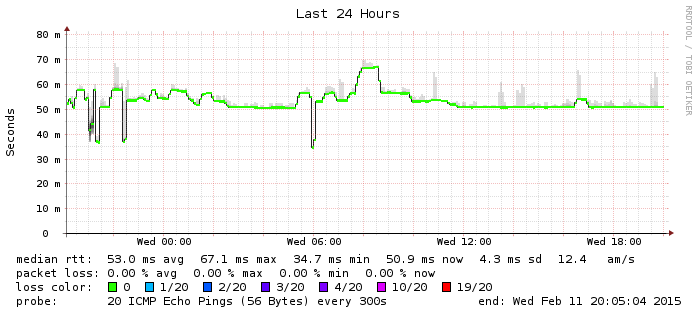 Last 24 Hours
RRDTOOL / TOBI OETIKER
Seconds
80 m
70 m
60 m
50 m
40 m
30 m
20 m
10 m
0
Wed 00:00 Wed 06:00 Wed 12:00 Wed 18:00
median rtt: 53.0 ms avg 67.1 ms max 34.7 ms min 50.9 ms now 4.3 ms sd 12.4 am/s
packet loss: 0.00 % avg 0.00 % max 0.00 % min 0.00 % now
loss color: 0 1/20 2/20 3/20 4/20 10/20 19/20
probe: 20 ICMP Echo Pings (56 Bytes) every 300s end: Wed Feb 11 20:05:04 2015